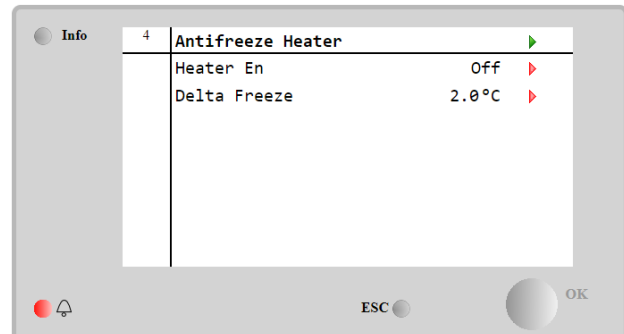 Info
4 Antifreeze Heater
Heater En Off
Delta Freeze 2.0°C
ESC
OK